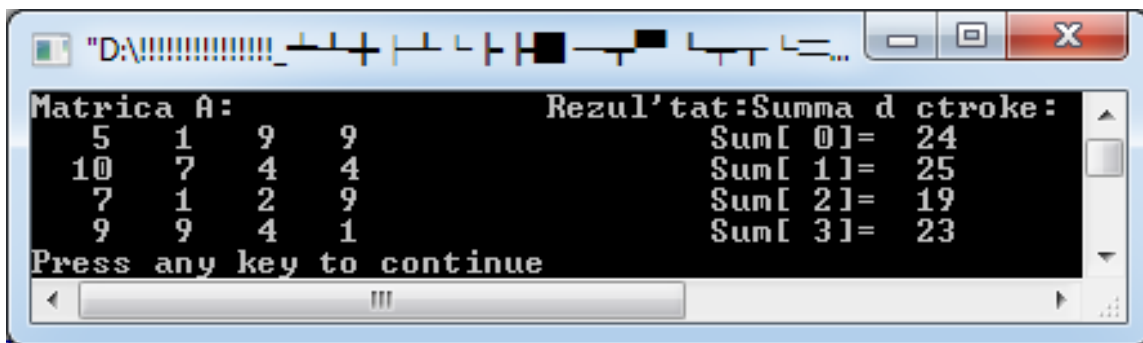 "D:\!!!!!!!!!!!!!!!_
Matrica A: Rezul'tat:Summa d ctroke:
5 1 9 9 Sum[ 0]= 24
10 7 4 4 Sum[ 1]= 25
7 1 2 9 Sum[ 2]= 19
9 9 4 1 Sum[ 3]= 23
Press any key to continue